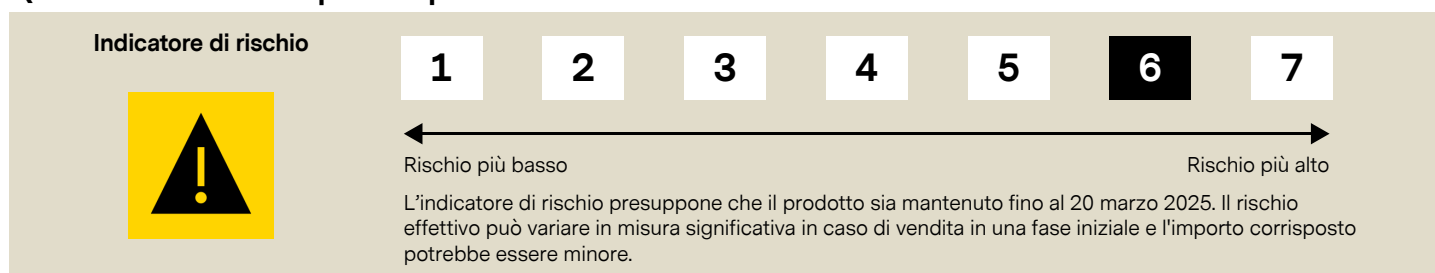 Indicatore di rischio
1 2 3 4 5 6 7
Rischio più basso Rischio più alto
L'indicatore di rischio presuppone che il prodotto sia mantenuto fino al 20 marzo 2025. Il rischio
effettivo può variare in misura significativa in caso di vendita in una fase iniziale e l'importo corrisposto
potrebbe essere minore.